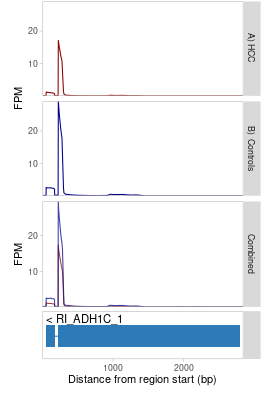 20
10
A) HCC
FPM
20
10
B) Controls
20
10
FPM
Combined
< RI_ADH1C_1
1000
2000
Distance from region start (bp)